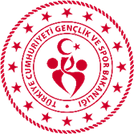 TÜRKİYE CUMHURİYETİ GENÇLİK VE SPOR BAKANLIĞI